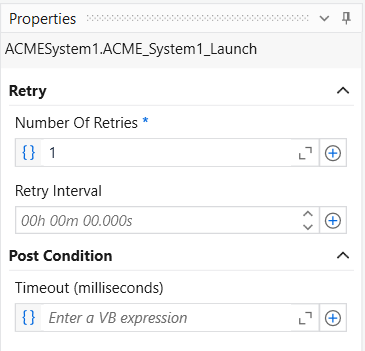 Properties
ACMESystem1.ACME_System1_Launch
Retry
Number Of Retries *
{} 1
Retry Interval
00h 00m 00.000s
Post Condition
Timeout (milliseconds)
{} Enter a VB expression